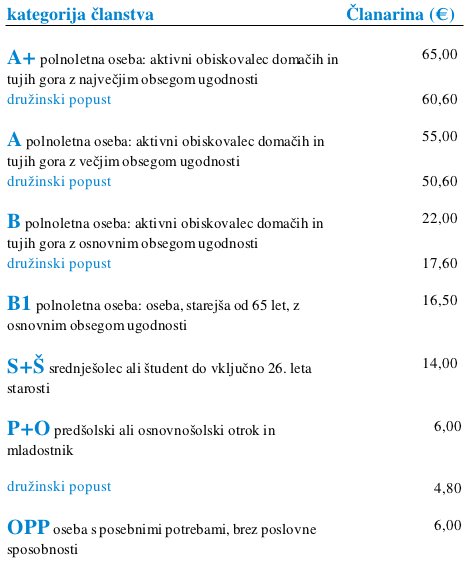 kategorija članstva Članarina (€)
A+ polnoletna oseba: aktivni obiskovalec domačih in 65,00
tujih gora z največjim obsegom ugodnosti
družinski popust 60,60
A polnoletna oseba: aktivni obiskovalec domačih in 55,00
tujih gora z večjim obsegom ugodnosti
družinski popust 50,60
B polnoletna oseba: aktivni obiskovalec domačih in 22,00
tujih gora z osnovnim obsegom ugodnosti
družinski popust 17,60
B1 polnoletna oseba: oseba, starejša od 65 let, z 16,50
osnovnim obsegom ugodnosti
S+Š srednješolec ali študent do vključno 26. leta 14,00
starosti
P+O predšolski ali osnovnošolski otrok in 6,00
mladostnik
družinski popust 4,80
OPP oseba s posebnimi potrebami, brez poslovne 6,00
sposobnosti